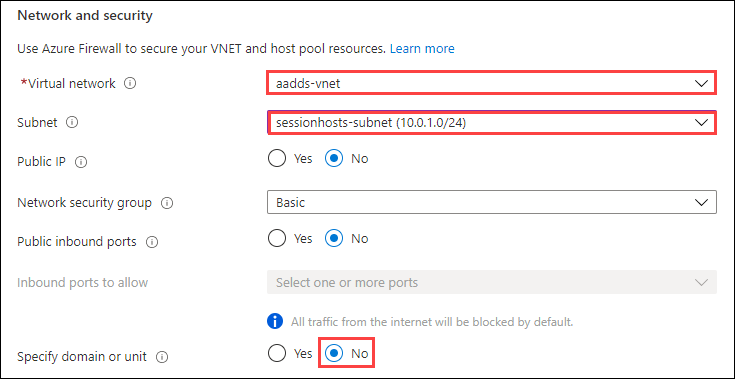 Network and security
Use Azure Firewall to secure your VNET and host pool resources. Learn more
*Virtual network
aadds-vnet
Subnet
sessionhosts-subnet (10.0.1.0/24)
Public IP
Yes No
Network security group
Basic
Public inbound ports
Yes No
Inbound ports to allow
Select one or more ports
All traffic from the internet will be blocked by default.
Specify domain or unit
Yes No